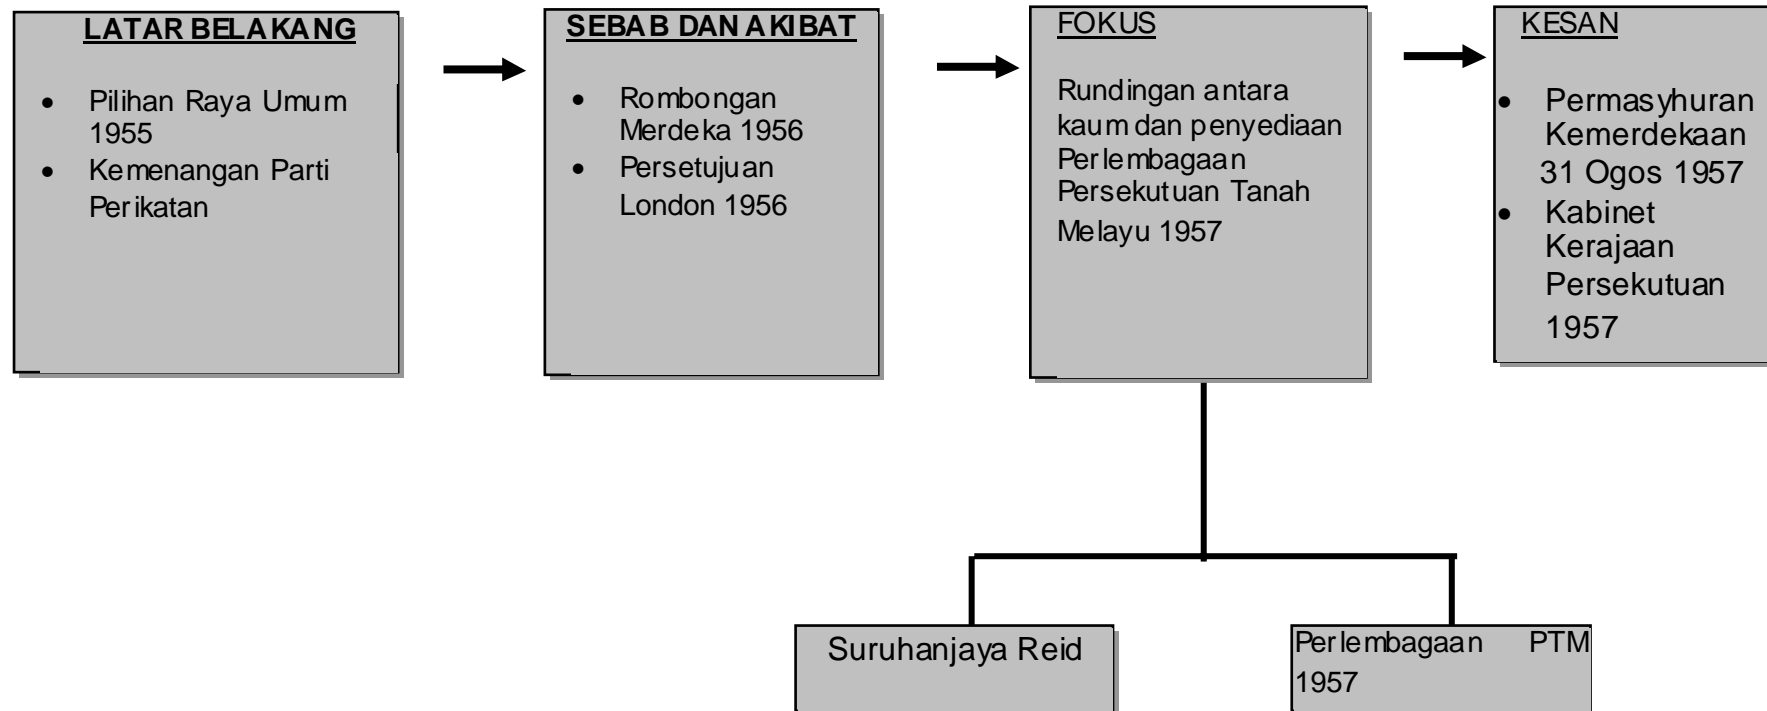 LATAR BELAKANG
• Pilihan Raya Umum
1955
• Kemenangan Parti
Perikatan
SEBAB DAN AKIBAT
• Rombongan
Merdeka 1956
• Persetujuan
London 1956
FOKUS
Rundingan antara
kaum dan penyediaan
Perlembagaan
Persekutuan Tanah
Melayu 1957
KESAN
• Permasyhuran
Kemerdekaan
31 Ogos 1957
• Kabinet
Kerajaan
Persekutuan
1957
Suruhanjaya Reid
Perlembagaan PTM
1957